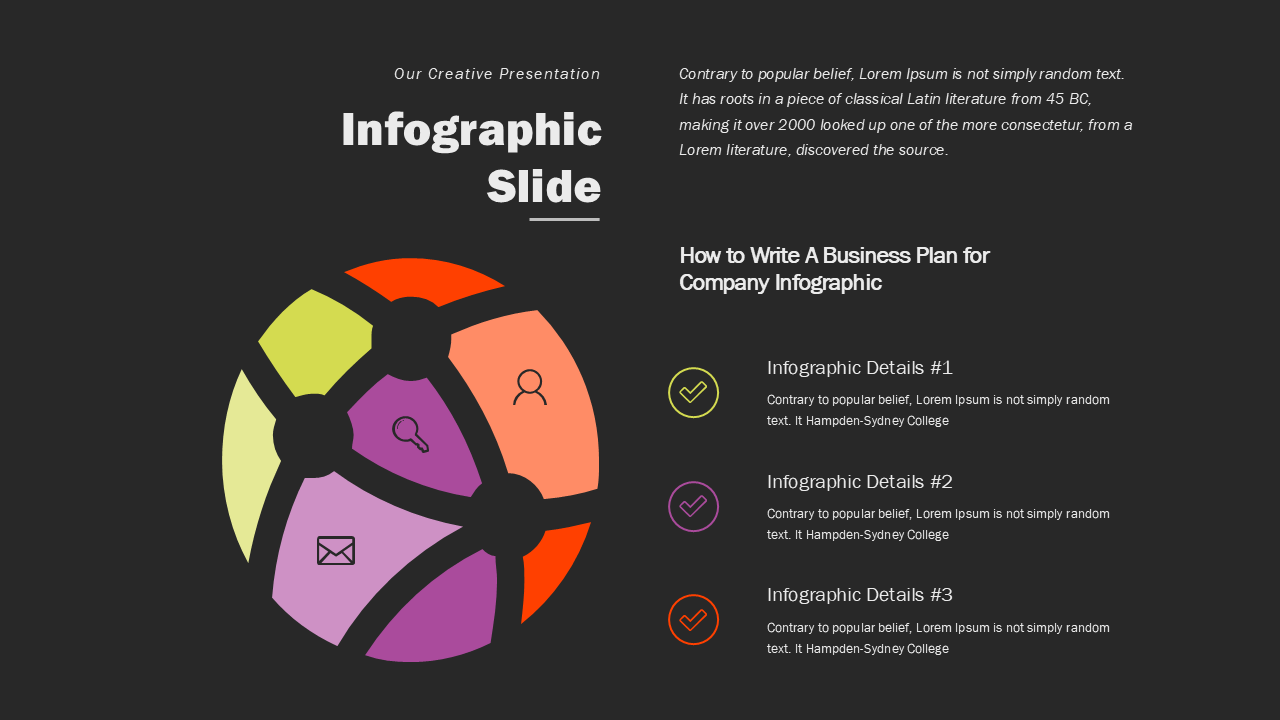 Our Creative Presentation
Infographic
Slide
Contrary to popular belief, Lorem Ipsum is not simply random text.
It has roots in a piece of classical Latin literature from 45 BC,
making it over 2000 looked up one of the more consectetur, from a
Lorem literature, discovered the source.
How to Write A Business Plan for
Company Infographic
Infographic Details #1
Contrary to popular belief, Lorem Ipsum is not simply random
text. It Hampden-Sydney College
Infographic Details #2
Contrary to popular belief, Lorem Ipsum is not simply random
text. It Hampden-Sydney College
Infographic Details #3
Contrary to popular belief, Lorem Ipsum is not simply random
text. It Hampden-Sydney College